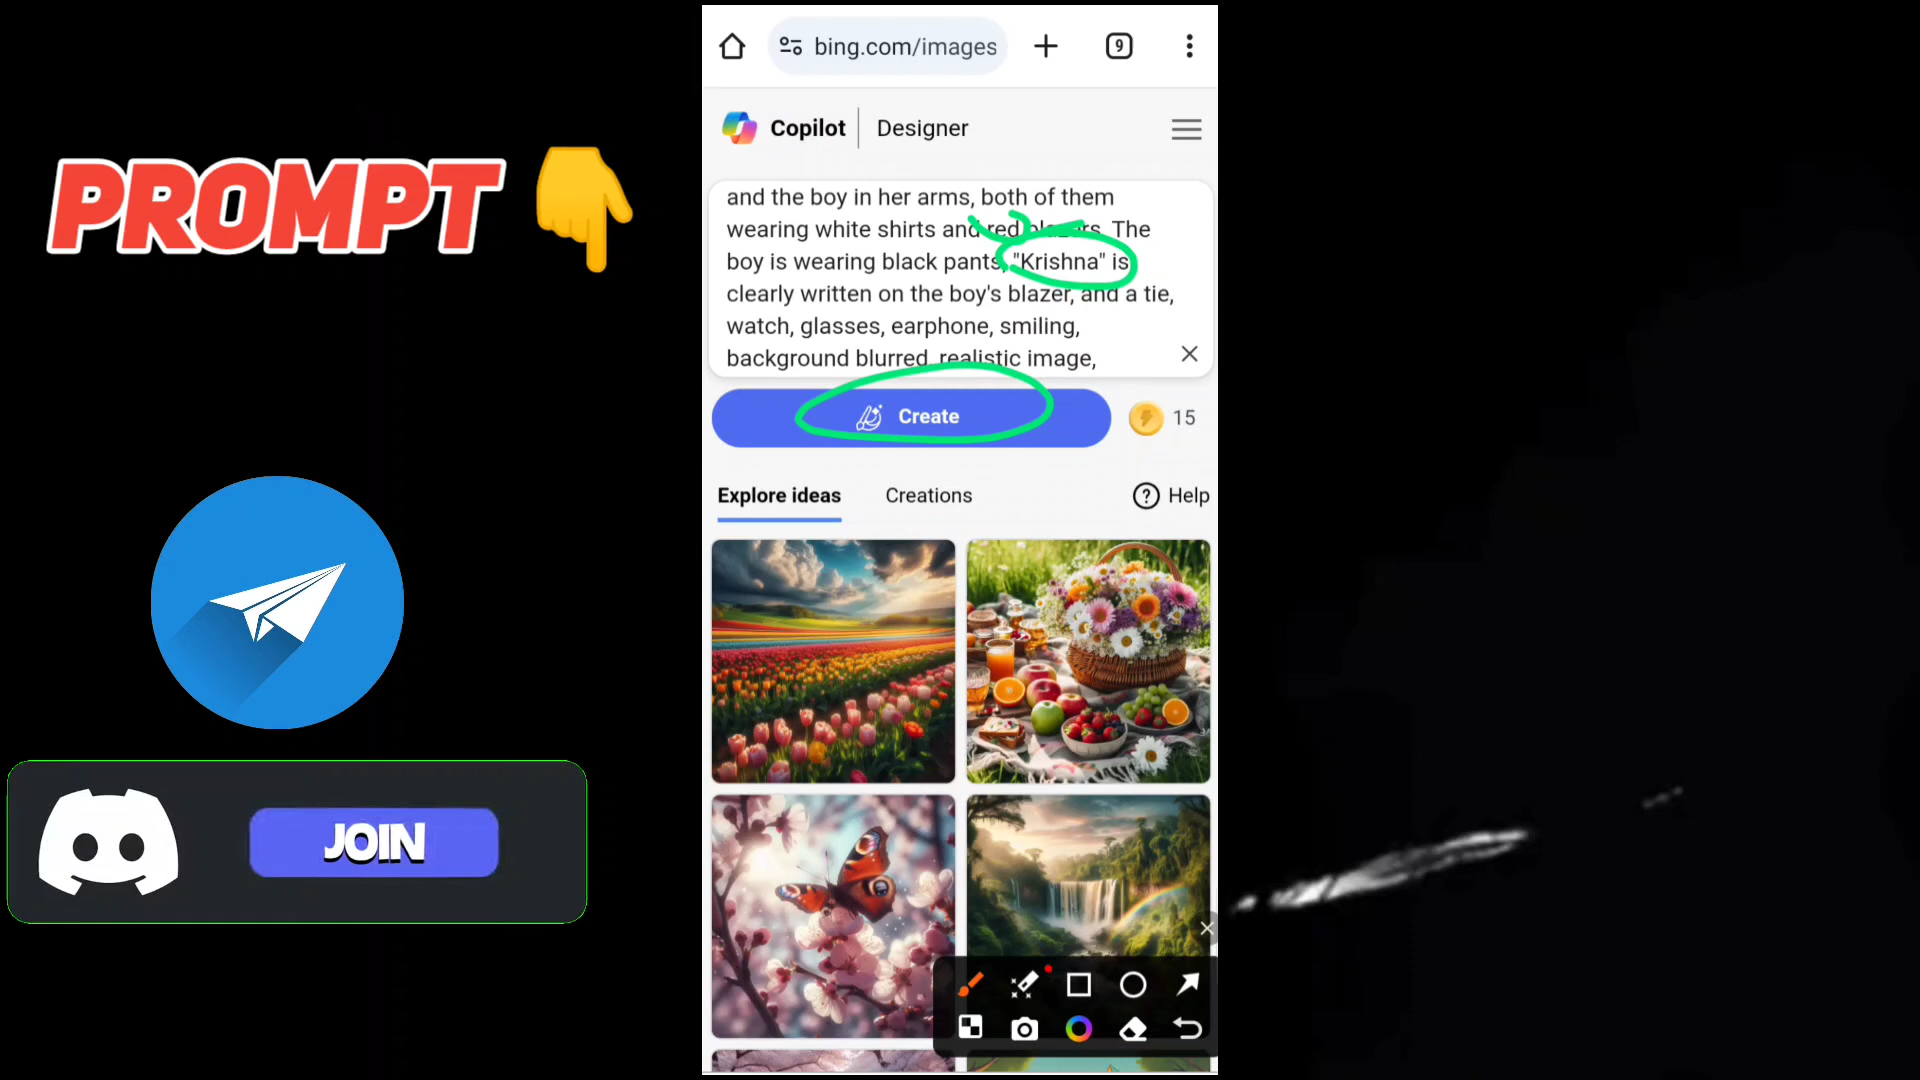 PROMPT
JOIN
bing.com/images
9
Copilot
Designer
and the boy in her arms, both of them
wearing white shirts and red blazers. The
boy is wearing black pants, "Krishna" is
clearly written on the boy's blazer, and a tie,
watch, glasses, earphone, smiling,
background blurred, realistic image,
Create
15
Explore ideas
Creations
Help